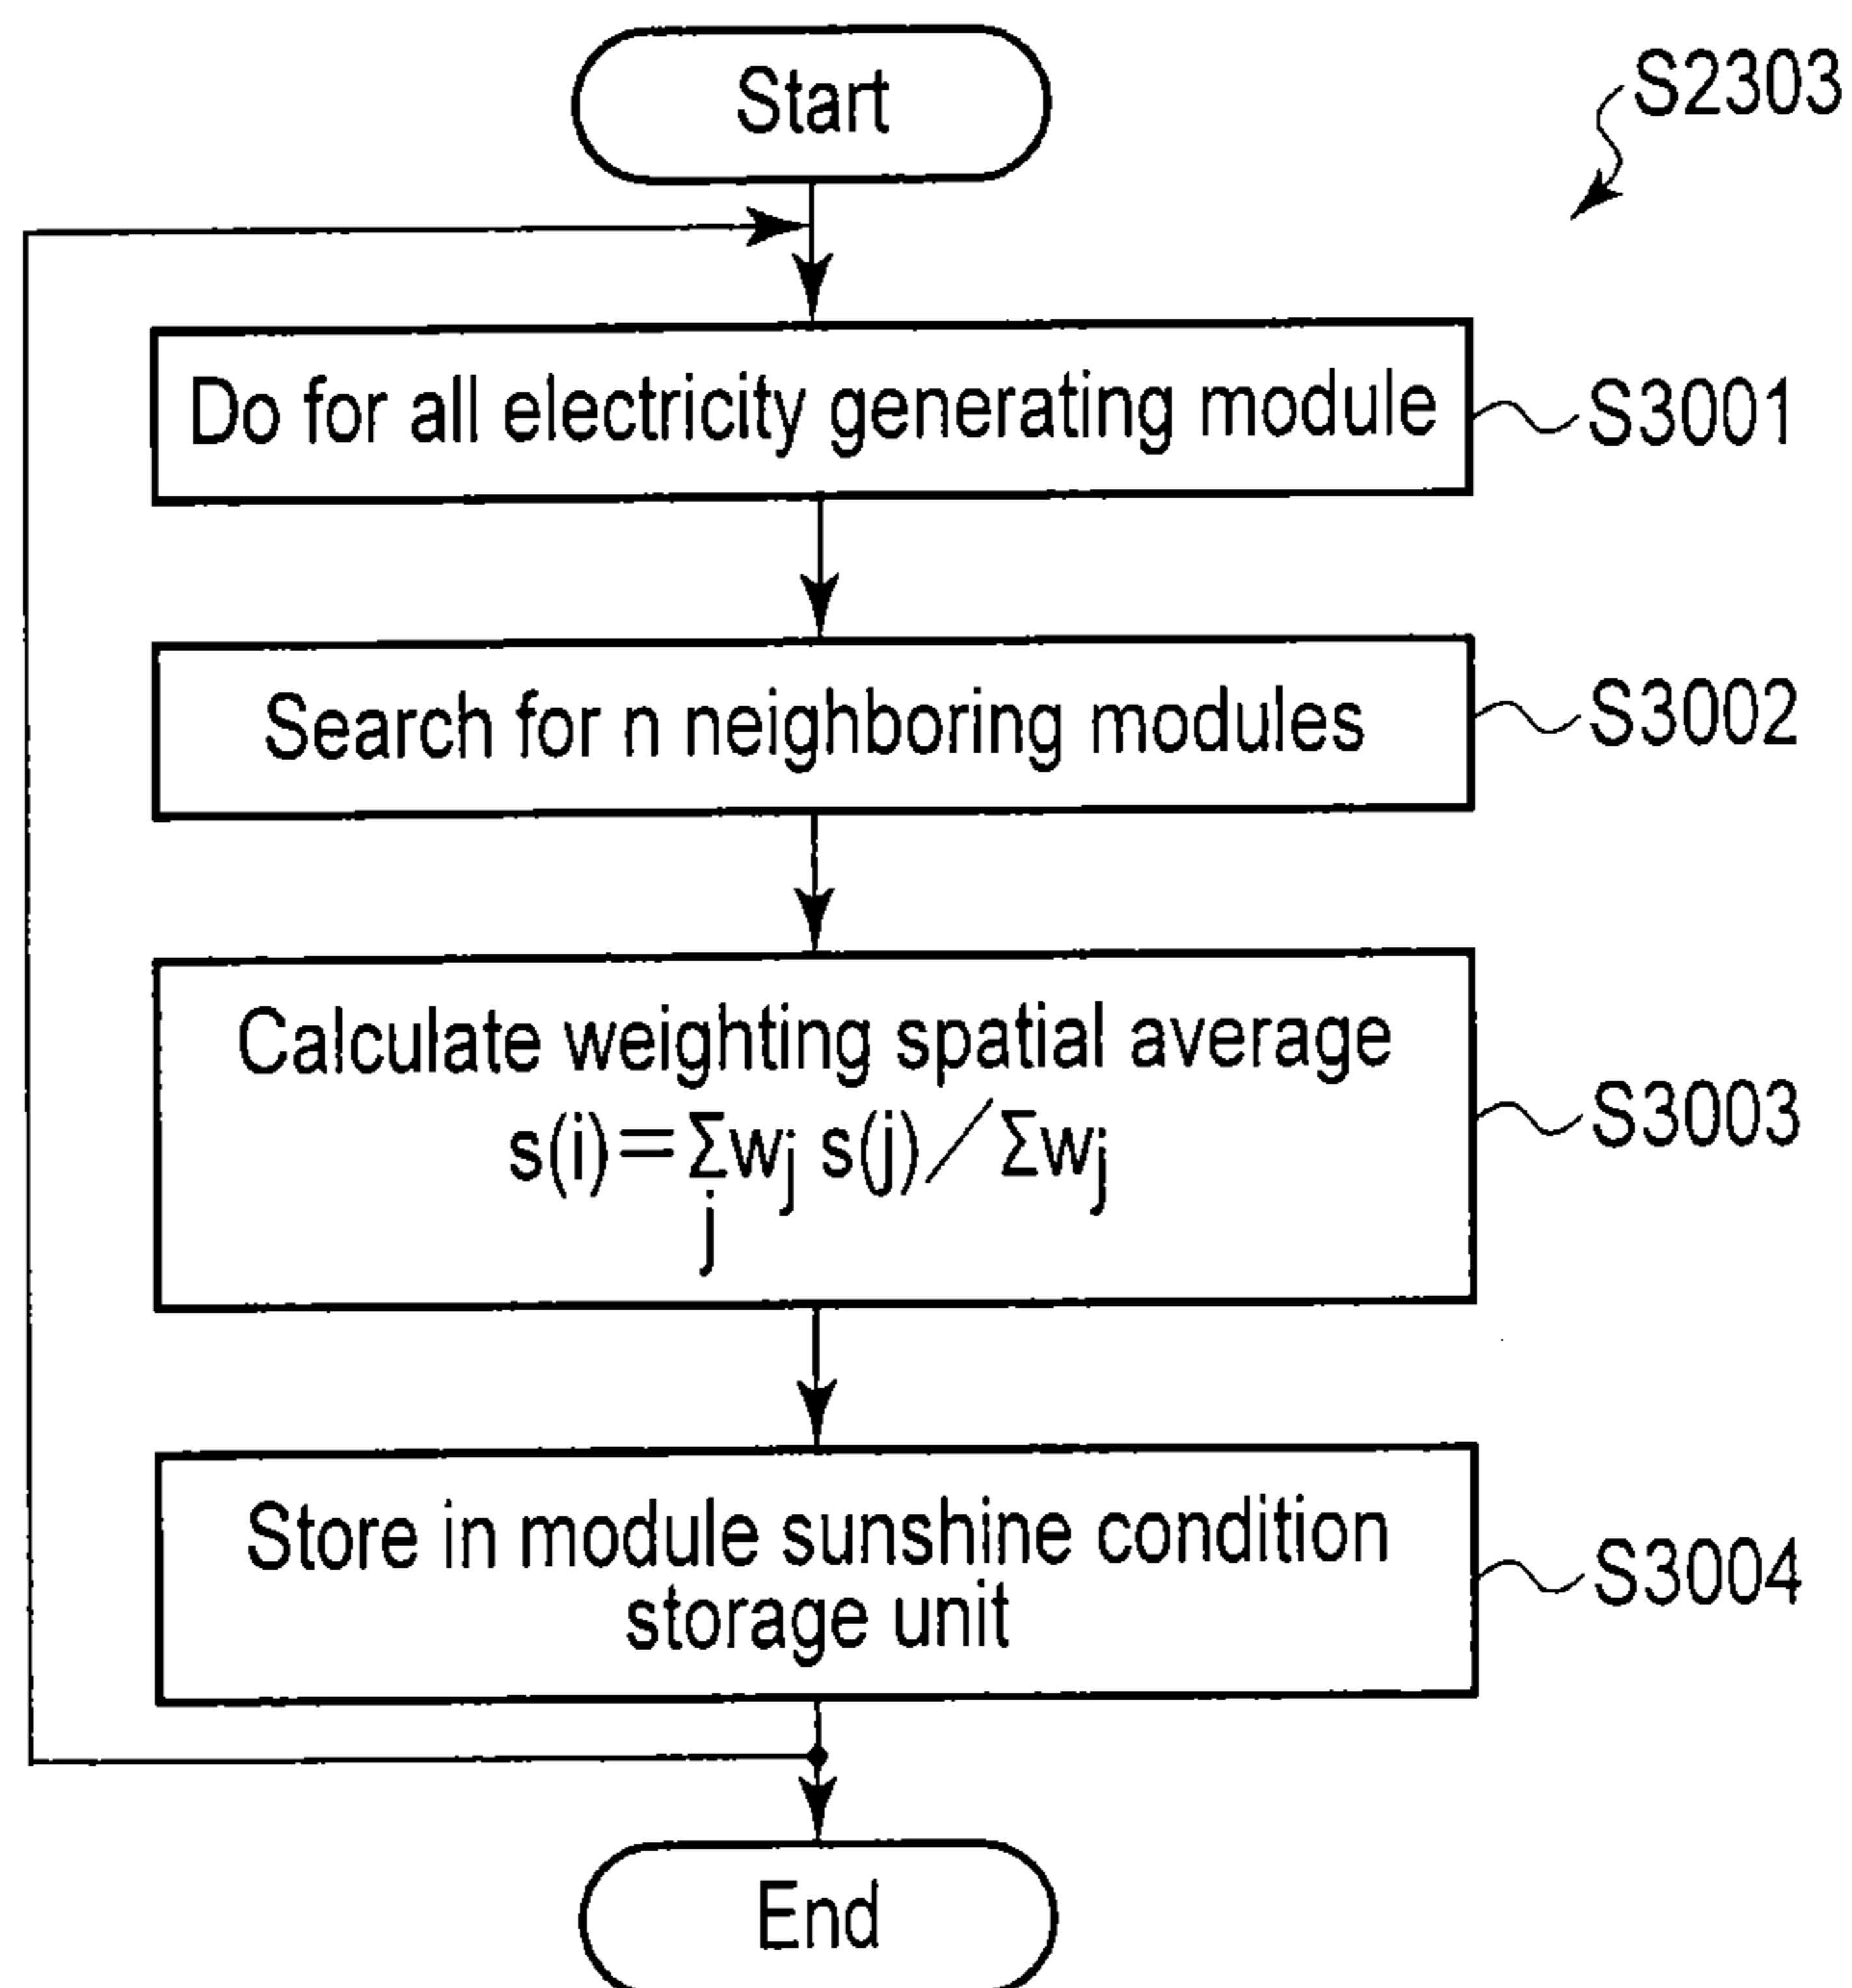 Start
S2303
Do for all electricity generating module
S3001
Search for n neighboring modules
S3002
Calculate weighting spatial average
s(i)=Σwj s(j)/Σwj
j
S3003
Store in module sunshine condition
storage unit
S3004
End